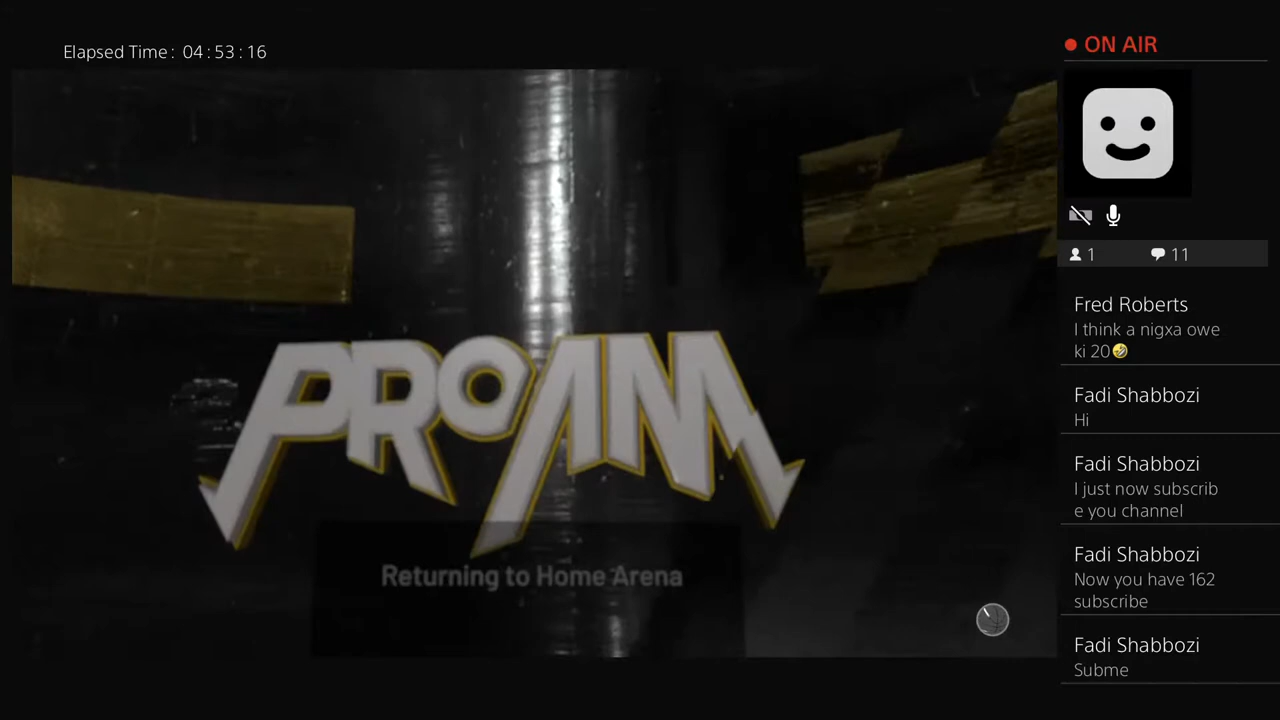 Elapsed Time: 04:53:16
ON AIR
1
11
Fred Roberts
I think a nigxa owe
ki 20🤣
Fadi Shabbozi
Hi
Fadi Shabbozi
I just now subscrib
e you channel
Fadi Shabbozi
Now you have 162
subscribe
Fadi Shabbozi
Subme
PRO AM
Returning to Home Arena